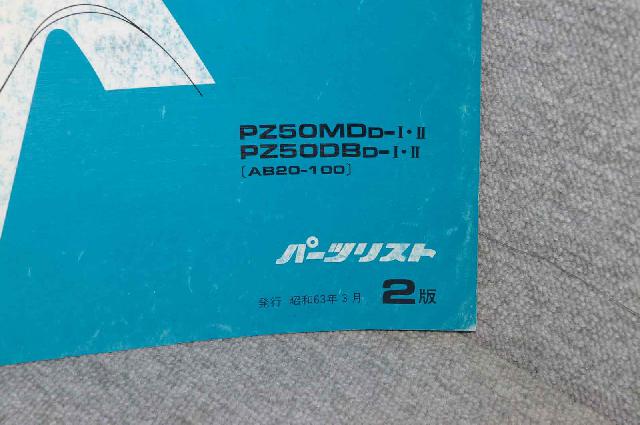 PZ50MDD-I・II
PZ50DBD-I・II
[AB20-100]
パーツリスト
発行 昭和63年3月 2版